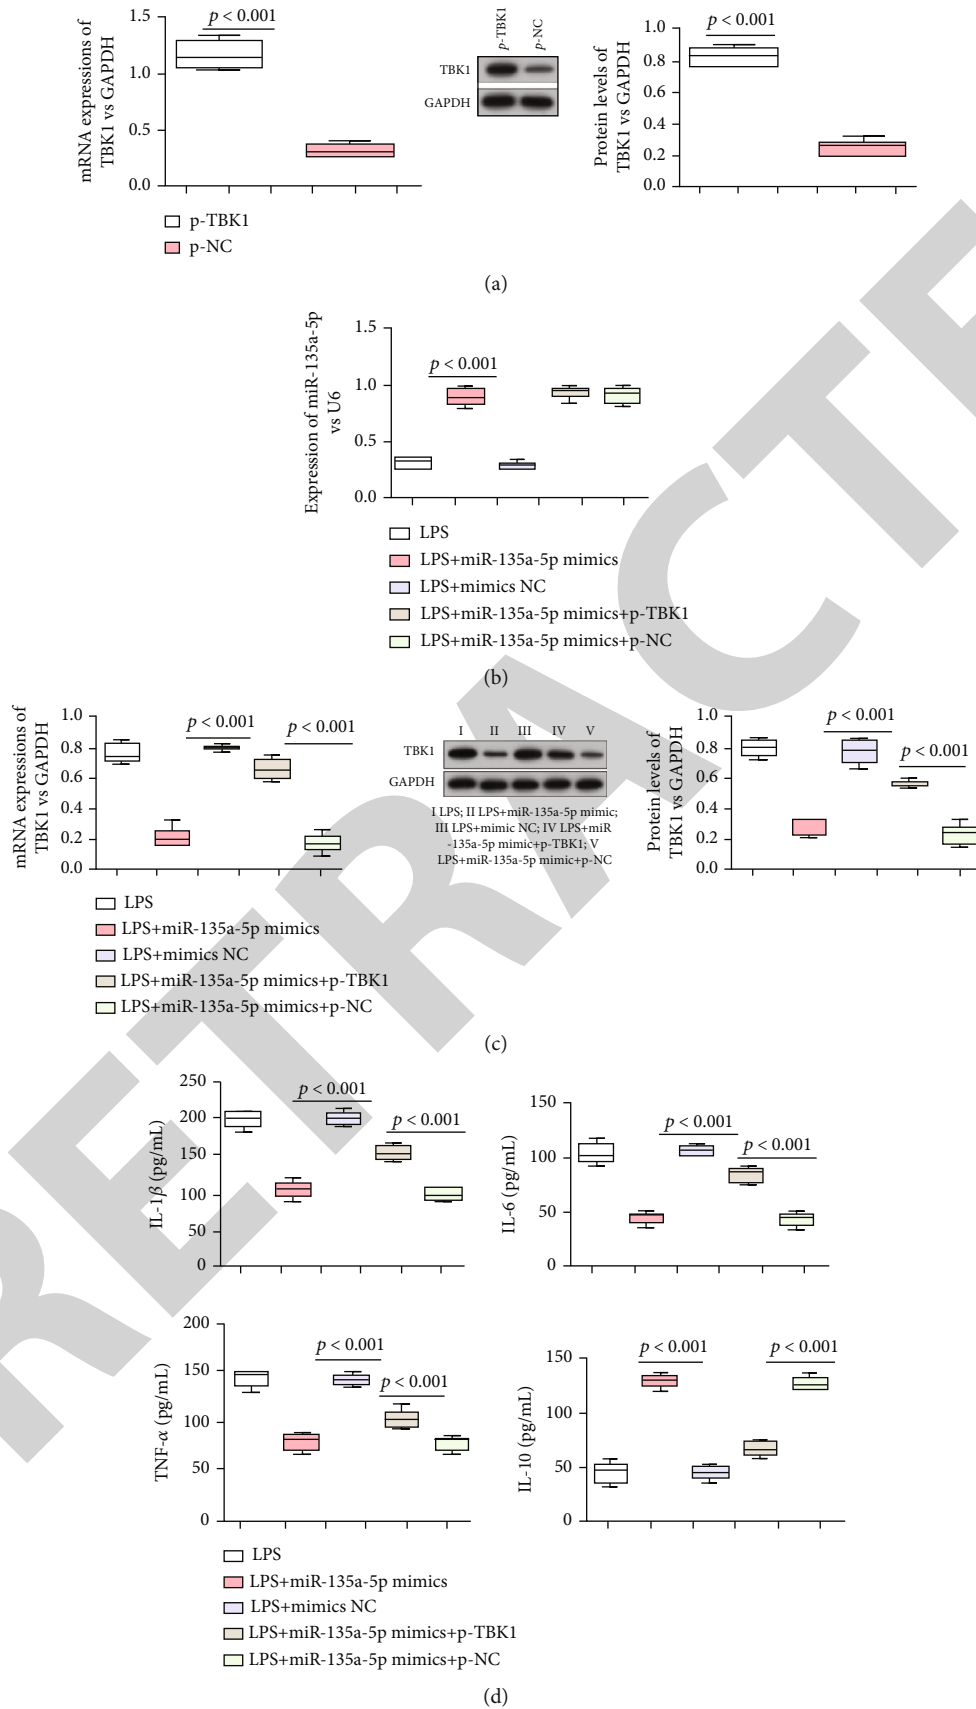 mRNA expressions of
TBK1 vs GAPDH
1.5
1.0
0.5
0.0
p < 0.001
p-TBK1
p-NC
p-TBK1
p-NC
TBK1
GAPDH
Protein levels of
TBK1 vs GAPDH
1.0
0.8
0.6
0.4
0.2
0.0
p < 0.001
(a)
Expression of miR-135a-5p
vs U6
1.5
1.0
0.5
0.0
p < 0.001
LPS
LPS+miR-135a-5p mimics
LPS+mimics NC
LPS+miR-135a-5p mimics+p-TBK1
LPS+miR-135a-5p mimics+p-NC
(b)
mRNA expressions of
TBK1 vs GAPDH
1.0
0.8
0.6
0.4
0.2
0.0
p < 0.001
p < 0.001
LPS
LPS+miR-135a-5p mimics
LPS+mimics NC
LPS+miR-135a-5p mimics+p-TBK1
LPS+miR-135a-5p mimics+p-NC
I II III IV V
TBK1
GAPDH
I LPS; II LPS+miR-135a-5p mimic;
III LPS+mimic NC; IV LPS+miR
-135a-5p mimic+p-TBK1; V
LPS+miR-135a-5p mimic+p-NC
Protein levels of
TBK1 vs GAPDH
1.0
0.8
0.6
0.4
0.2
0.0
p < 0.001
p < 0.001
(c)
IL-1β (pg/mL)
250
200
150
100
50
0
p < 0.001
p < 0.001
IL-6 (pg/mL)
150
100
50
0
p < 0.001
p < 0.001
TNF-α (pg/mL)
200
150
100
50
0
p < 0.001
p < 0.001
IL-10 (pg/mL)
150
100
50
0
p < 0.001
p < 0.001
LPS
LPS+miR-135a-5p mimics
LPS+mimics NC
LPS+miR-135a-5p mimics+p-TBK1
LPS+miR-135a-5p mimics+p-NC
(d)
RETRACTE